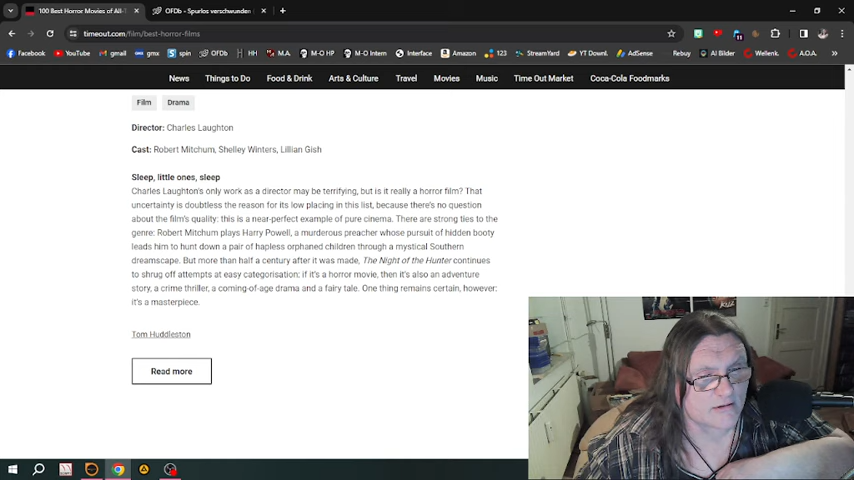 100 Best Horror Movies of All-T
OFDb - Spurlos verschwunden
timeout.com/film/best-horror-films
Facebook YouTube gmail gmx spin OFDb HH M.A. M-O HP M-O Intern Interface Amazon 123 StreamYard YT Downl. AdSense Rebuy AI Bilder Wellenk. A.O.A.
News Things to Do Food & Drink Arts & Culture Travel Movies Music Time Out Market Coca-Cola Foodmarks
Film Drama
Director: Charles Laughton
Cast: Robert Mitchum, Shelley Winters, Lillian Gish
Sleep, little ones, sleep
Charles Laughton's only work as a director may be terrifying, but is it really a horror film? That
uncertainty is doubtless the reason for its low placing in this list, because there's no question
about the film's quality: this is a near-perfect example of pure cinema. There are strong ties to the
genre: Robert Mitchum plays Harry Powell, a murderous preacher whose pursuit of hidden booty
leads him to hunt down a pair of hapless orphaned children through a mystical Southern
dreamscape. But more than half a century after it was made, The Night of the Hunter continues
to shrug off attempts at easy categorisation: if it's a horror movie, then it's also an adventure
story, a crime thriller, a coming-of-age drama and a fairy tale. One thing remains certain, however:
it's a masterpiece.
Tom Huddleston
Read more